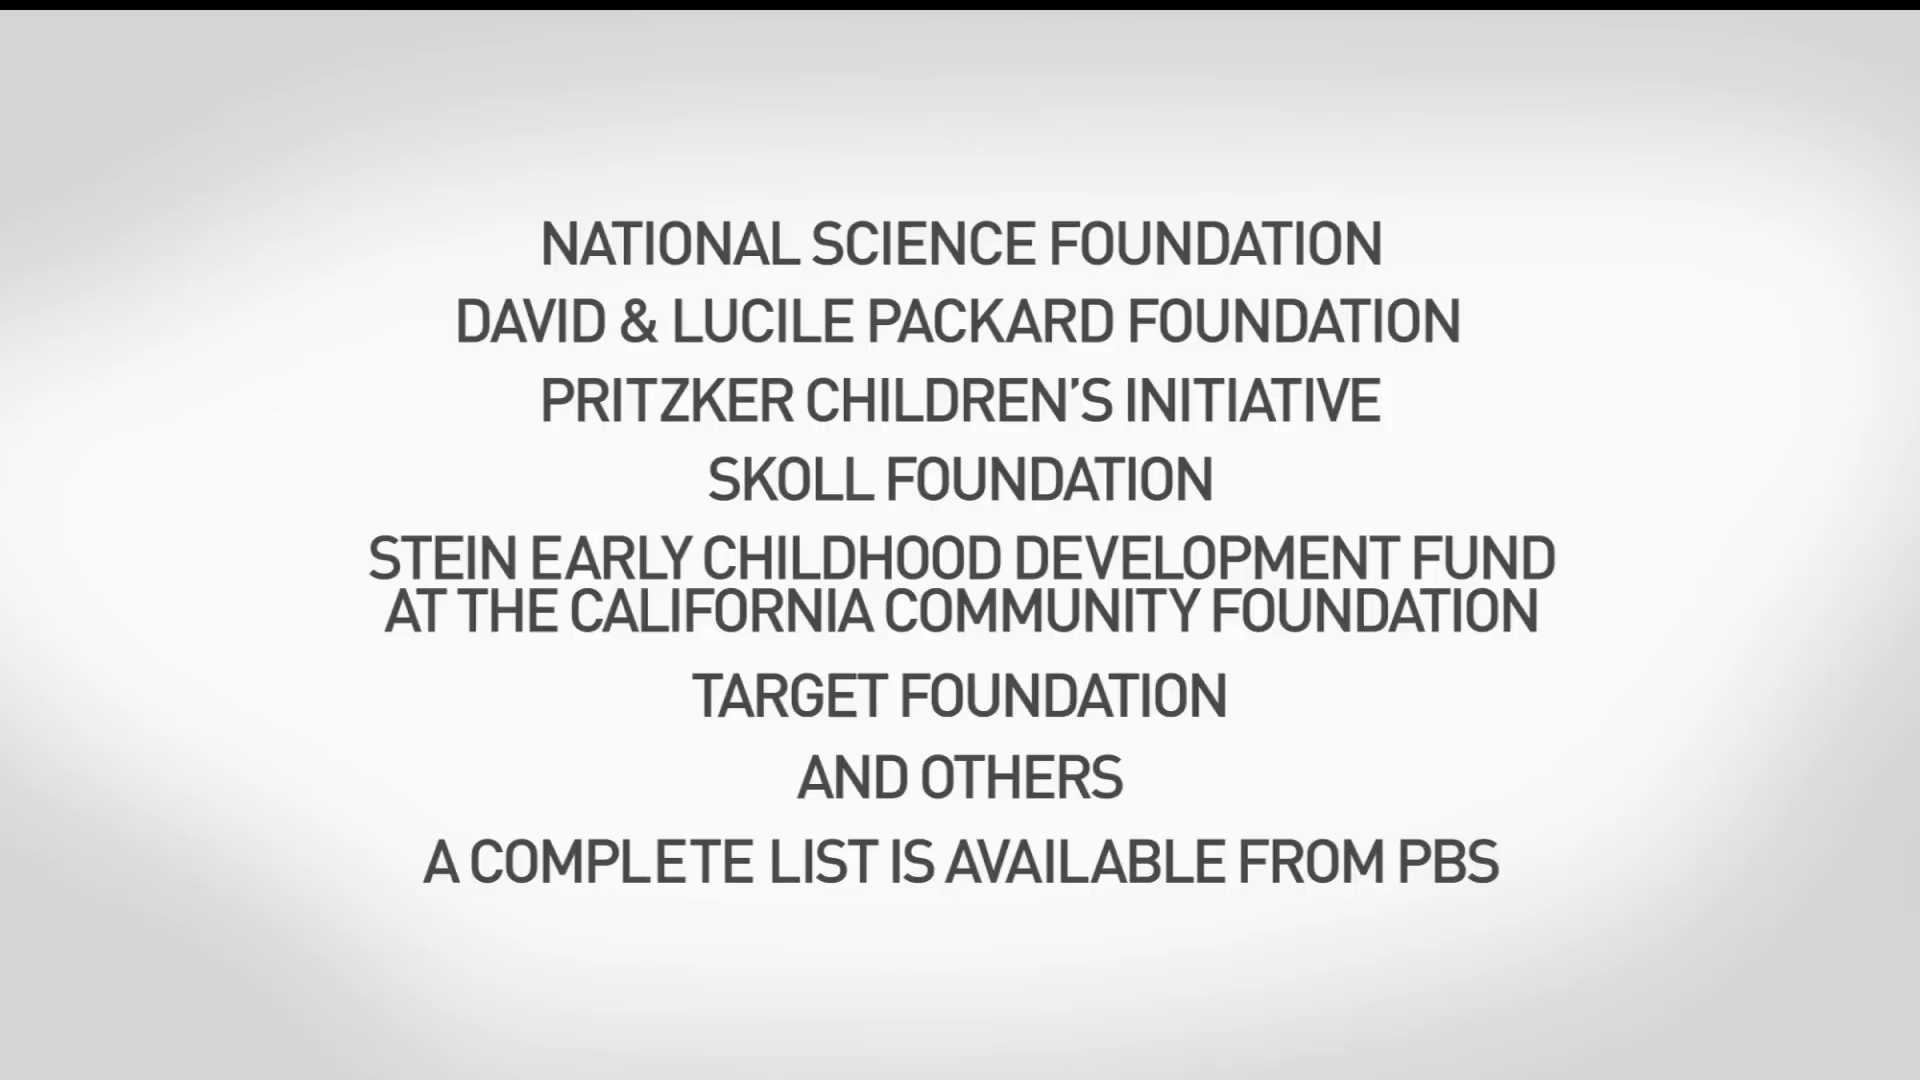 NATIONAL SCIENCE FOUNDATION
DAVID & LUCILE PACKARD FOUNDATION
PRITZKER CHILDREN’S INITIATIVE
SKOLL FOUNDATION
STEIN EARLY CHILDHOOD DEVELOPMENT FUND
AT THE CALIFORNIA COMMUNITY FOUNDATION
TARGET FOUNDATION
AND OTHERS
A COMPLETE LIST IS AVAILABLE FROM PBS